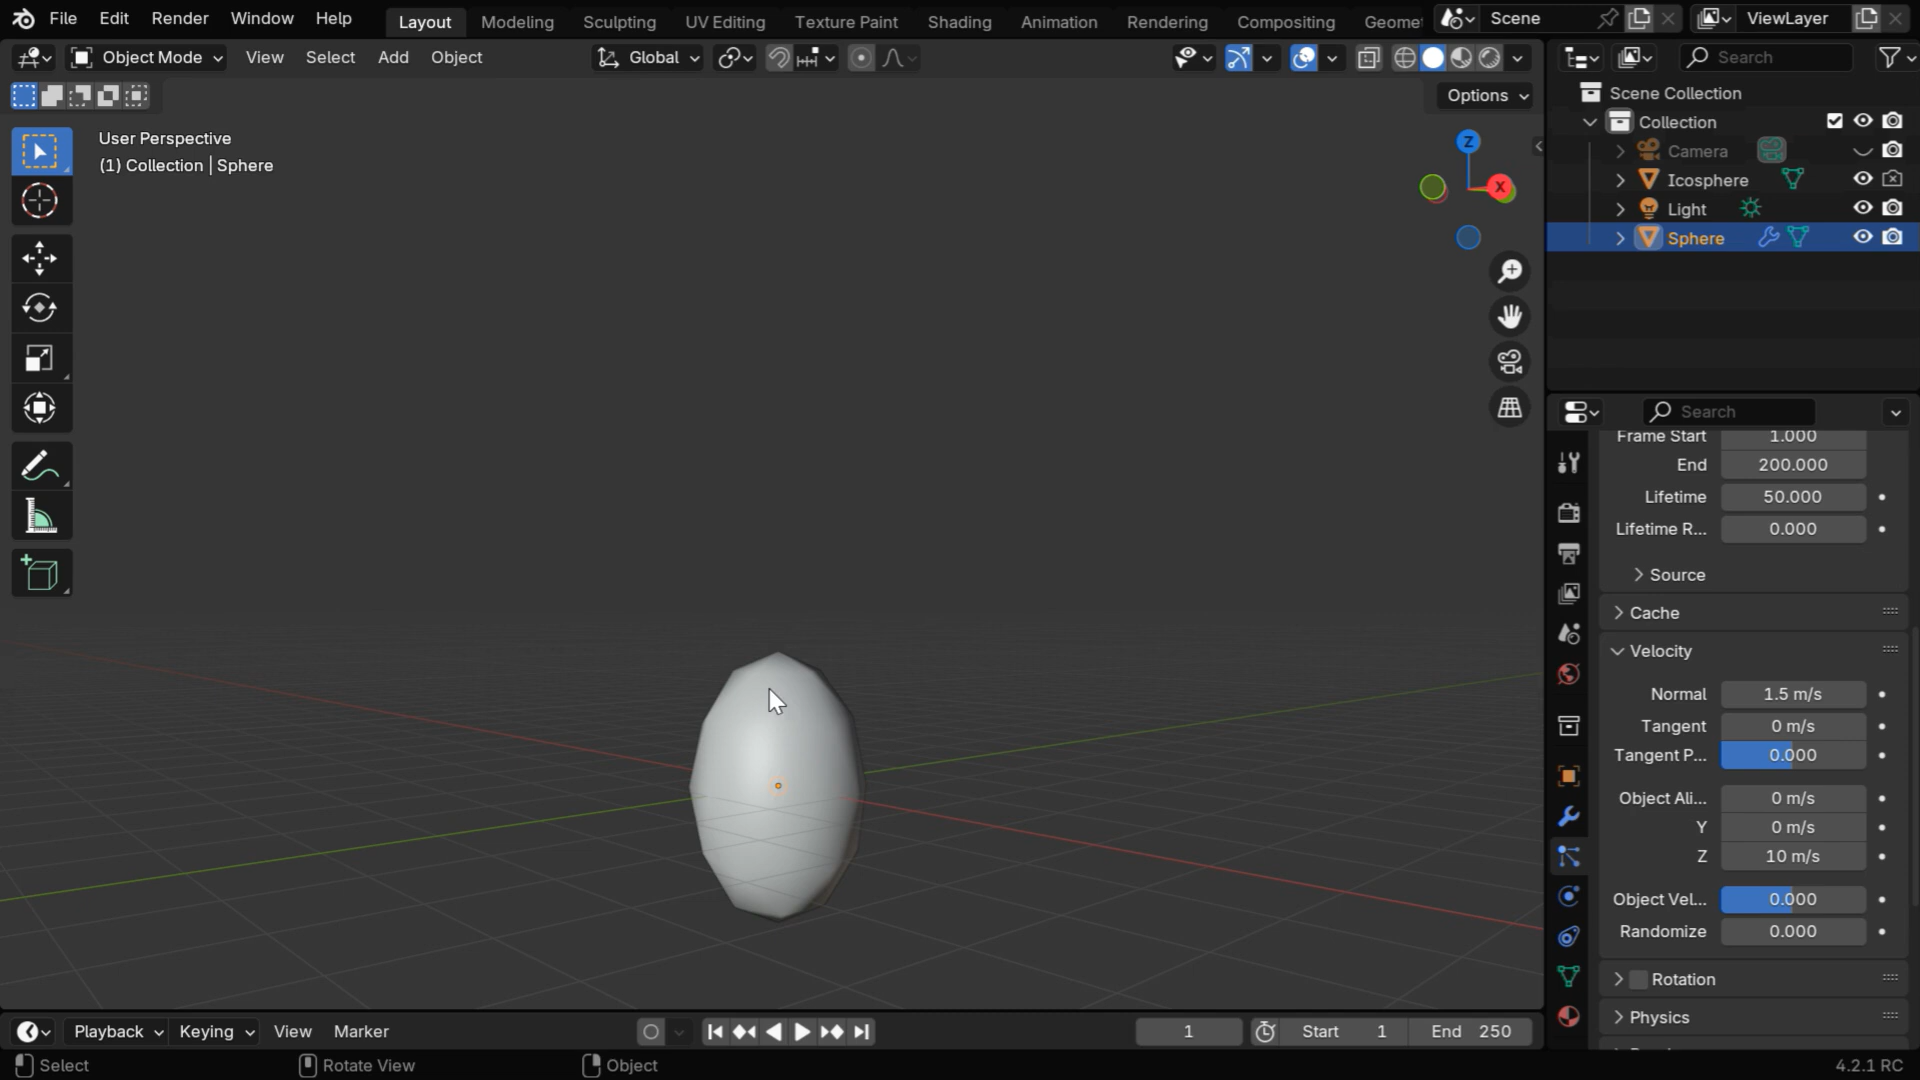 File Edit Render Window Help Layout Modeling Sculpting UV Editing Texture Paint Shading Animation Rendering Compositing Geome Scene ViewLayer
Object Mode View Select Add Object Global Search
Options
User Perspective
(1) Collection | Sphere
Z
X
Scene Collection
Collection
Camera
Icosphere
Light
Sphere
Search
Frame Start 1.000
End 200.000
Lifetime 50.000
Lifetime R... 0.000
Source
Cache
Velocity
Normal 1.5 m/s
Tangent 0 m/s
Tangent P... 0.000
Object Ali... 0 m/s
Y 0 m/s
Z 10 m/s
Object Vel... 0.000
Randomize 0.000
Rotation
Physics
Playback Keying View Marker 1 Start 1 End 250
Select Rotate View Object 4.2.1 RC